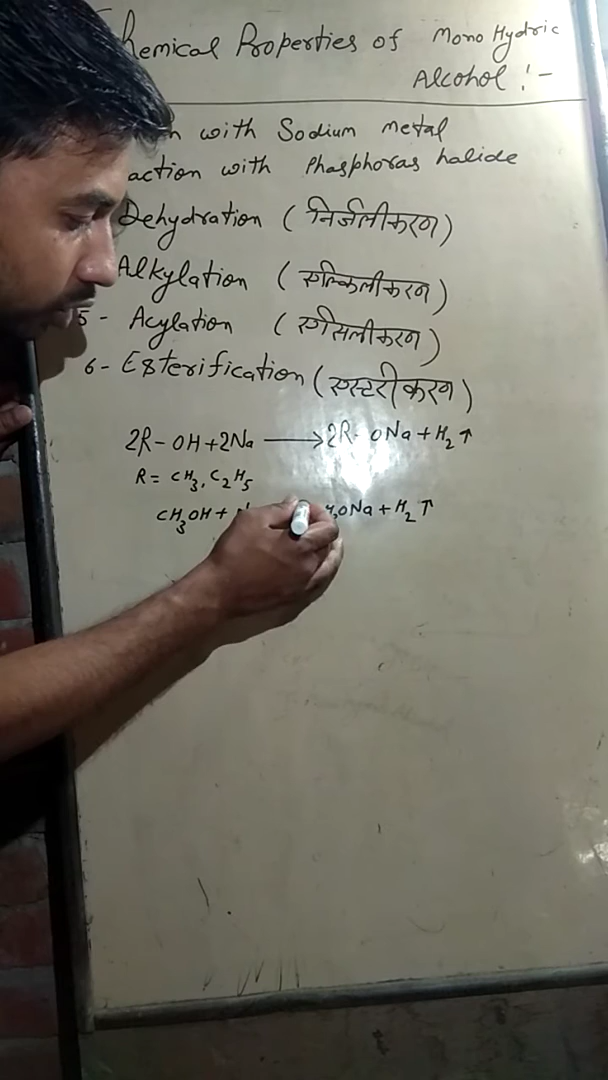 hemical Properties of Mono Hydric
Alcohol :-
n with Sodium metal
action with Phasphoras halide
Dehydration (निर्जलीकरण)
Alkylation (एल्किलीकरण)
5- Acylation (एसिलीकरण)
6- Esterification (एस्टरीकरण)
2R-OH+2Na ⟶ 2R-ONa+H₂↑
R = CH₃, C₂H₅
CH₃OH + ONa+H₂↑